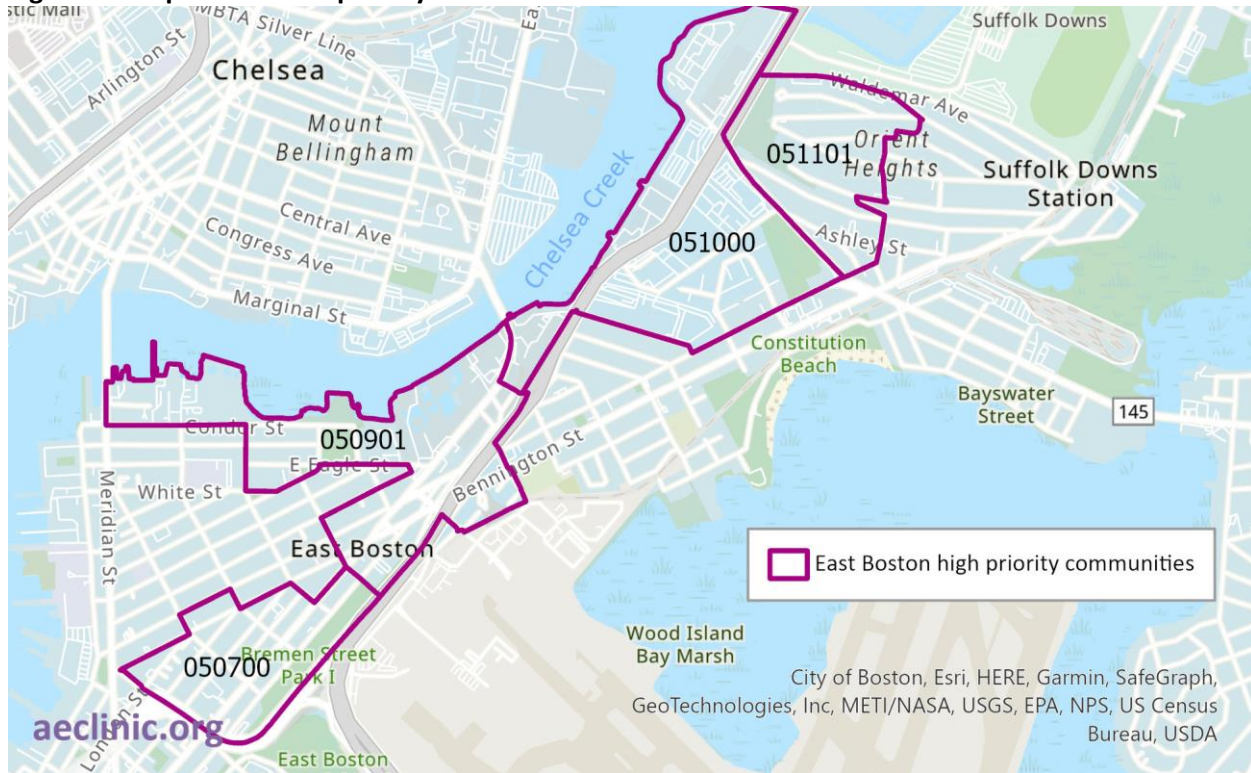 Suffolk Downs
MBTA Silver Line
Arlington St
Chelsea
Waldemar Ave
Mount
Bellingham
Orient
Heights
051101
Suffolk Downs
Station
Central Ave
Congress Ave
Chelsea Creek
Ashley St
051000
Marginal St
Constitution
Beach
Bayswater
Street
145
Condor St
050901
E Eagle St
White St
Bennington St
Meridian St
East Boston
East Boston high priority communities
Wood Island
Bay Marsh
Bremen Street
Park I
050700
London St
City of Boston, Esri, HERE, Garmin, SafeGraph,
GeoTechnologies, Inc, METI/NASA, USGS, EPA, NPS, US Census
Bureau, USDA
aeclinic.org
East Boston